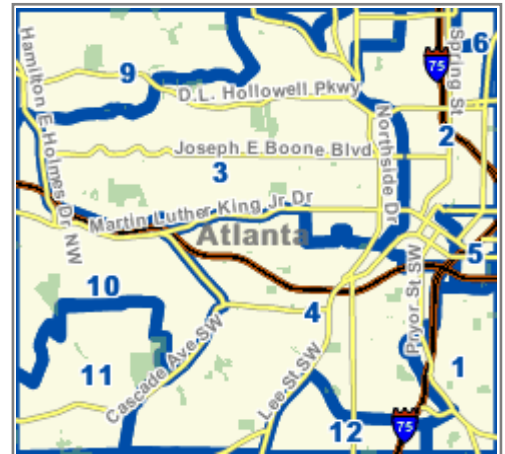 Hamilton E Holmes Dr NW
9
D.L. Hollowell Pkwy
75
Spring St
6
2
Joseph E Boone Blvd
3
Northside Dr
Martin Luther King Jr Dr
Atlanta
5
10
4
Pryor St SW
11
Cascade Ave SW
Lee St SW
1
12
75